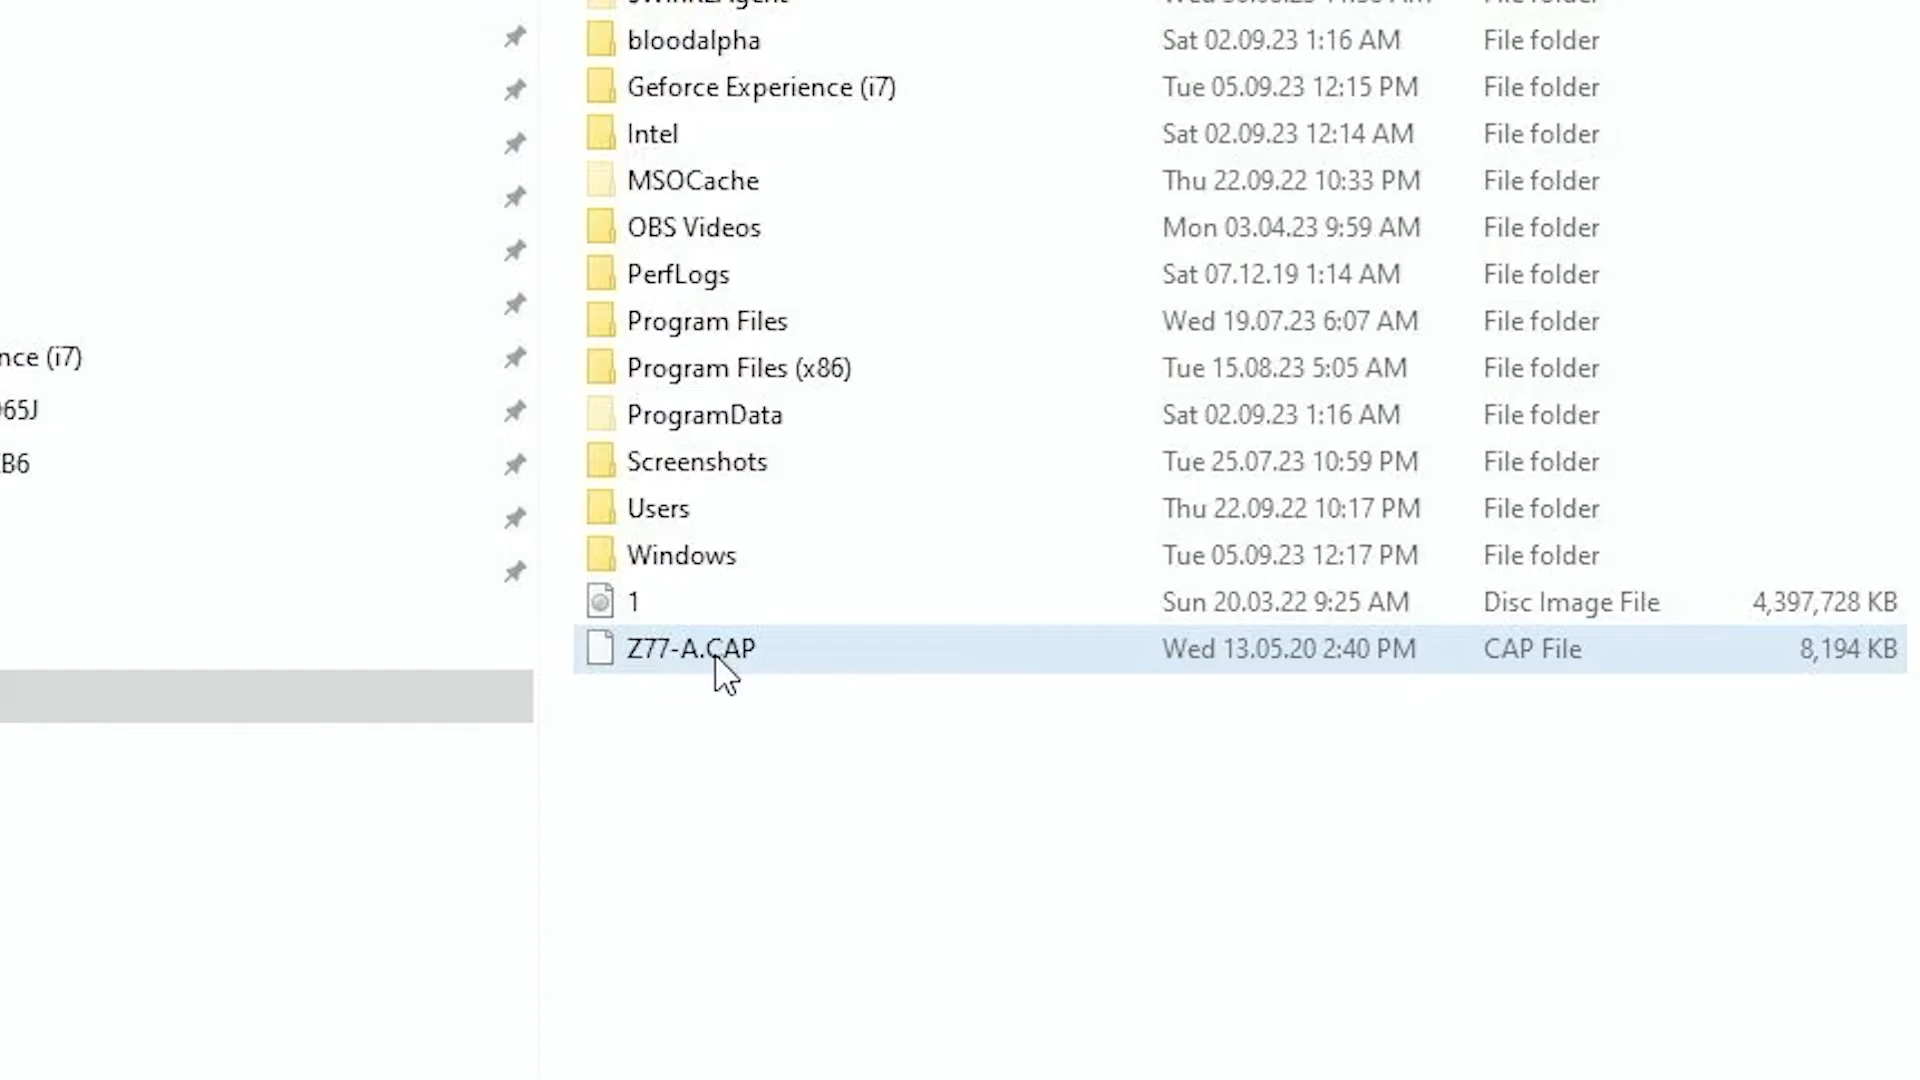 bloodalpha Sat 02.09.23 1:16 AM File folder
Geforce Experience (i7) Tue 05.09.23 12:15 PM File folder
Intel Sat 02.09.23 12:14 AM File folder
MSOCache Thu 22.09.22 10:33 PM File folder
OBS Videos Mon 03.04.23 9:59 AM File folder
PerfLogs Sat 07.12.19 1:14 AM File folder
Program Files Wed 19.07.23 6:07 AM File folder
nce (i7)
Program Files (x86) Tue 15.08.23 5:05 AM File folder
65J
ProgramData Sat 02.09.23 1:16 AM File folder
B6
Screenshots Tue 25.07.23 10:59 PM File folder
Users Thu 22.09.22 10:17 PM File folder
Windows Tue 05.09.23 12:17 PM File folder
1 Sun 20.03.22 9:25 AM Disc Image File 4,397,728 KB
Z77-A.CAP Wed 13.05.20 2:40 PM CAP File 8,194 KB